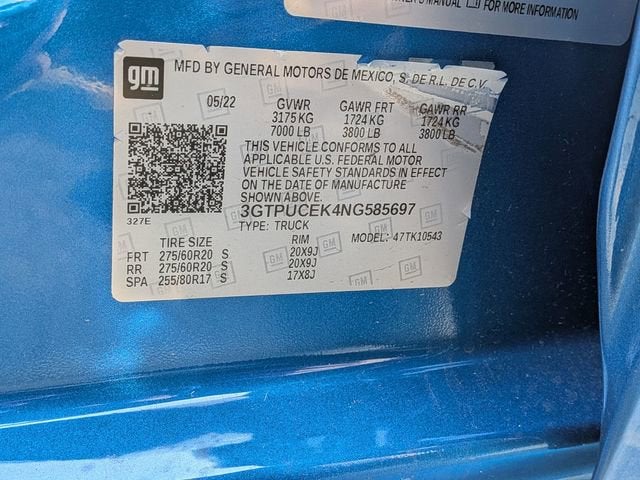 OWNER'S MANUAL FOR MORE INFORMATION
gm MFD BY GENERAL MOTORS DE MEXICO, S. DE R.L. DE C.V.
05/22 GVWR GAWR FRT GAWR RR
3175 KG 1724 KG 1724 KG
7000 LB 3800 LB 3800 LB
THIS VEHICLE CONFORMS TO ALL
APPLICABLE U.S. FEDERAL MOTOR
VEHICLE SAFETY STANDARDS IN EFFECT
ON THE DATE OF MANUFACTURE
SHOWN ABOVE.
3GTPUCEK4NG585697
327E
TYPE: TRUCK
TIRE SIZE RIM MODEL: 47TK10543
FRT 275/60R20 S 20X9J
RR 275/60R20 S 20X9J
SPA 255/80R17 S 17X8J